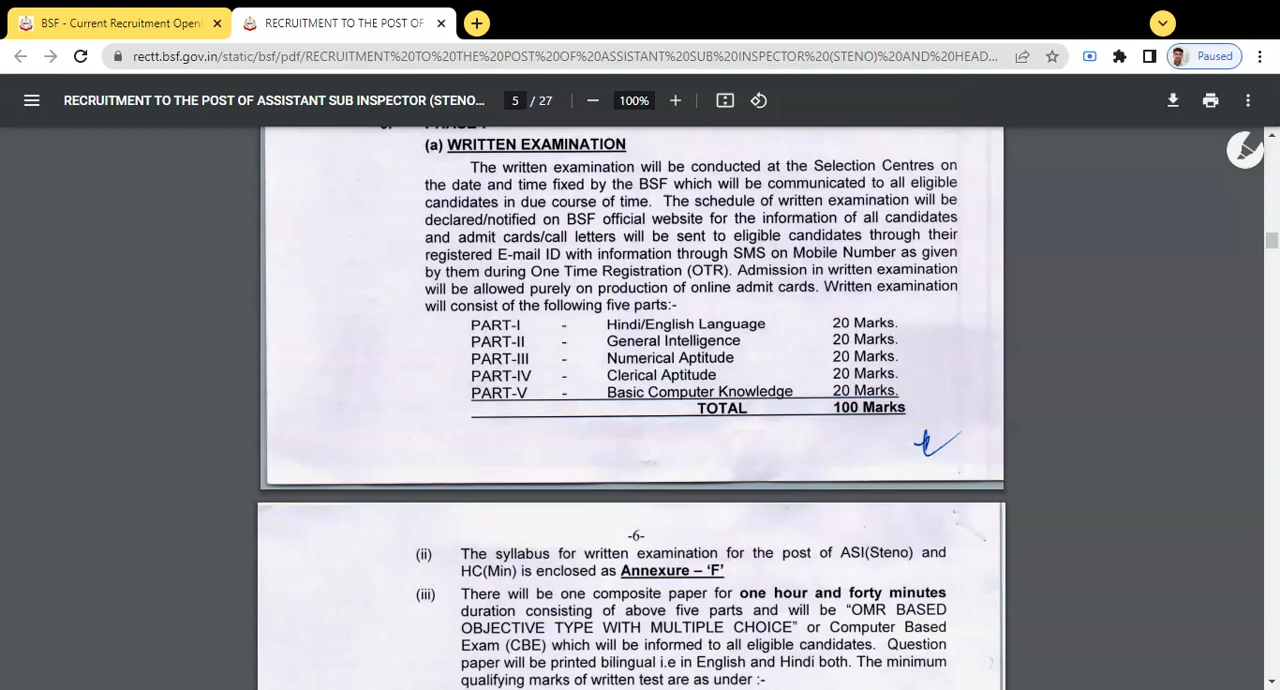 BSF - Current Recruitment Openi
RECRUITMENT TO THE POST OF
rectt.bsf.gov.in/static/bsf/pdf/RECRUITMENT%20TO%20THE%20POST%20OF%20ASSISTANT%20SUB%20INSPECTOR%20(STENO)%20AND%20HEAD...
Paused
RECRUITMENT TO THE POST OF ASSISTANT SUB INSPECTOR (STENO...
5 / 27
100%
(a) WRITTEN EXAMINATION
The written examination will be conducted at the Selection Centres on
the date and time fixed by the BSF which will be communicated to all eligible
candidates in due course of time. The schedule of written examination will be
declared/notified on BSF official website for the information of all candidates
and admit cards/call letters will be sent to eligible candidates through their
registered E-mail ID with information through SMS on Mobile Number as given
by them during One Time Registration (OTR). Admission in written examination
will be allowed purely on production of online admit cards. Written examination
will consist of the following five parts:-
PART-I - Hindi/English Language 20 Marks.
PART-II - General Intelligence 20 Marks.
PART-III - Numerical Aptitude 20 Marks.
PART-IV - Clerical Aptitude 20 Marks.
PART-V - Basic Computer Knowledge 20 Marks.
TOTAL 100 Marks
-6-
(ii) The syllabus for written examination for the post of ASI(Steno) and
HC(Min) is enclosed as Annexure – 'F'
(iii) There will be one composite paper for one hour and forty minutes
duration consisting of above five parts and will be "OMR BASED
OBJECTIVE TYPE WITH MULTIPLE CHOICE" or Computer Based
Exam (CBE) which will be informed to all eligible candidates. Question
paper will be printed bilingual i.e in English and Hindi both. The minimum
qualifying marks of written test are as under :-